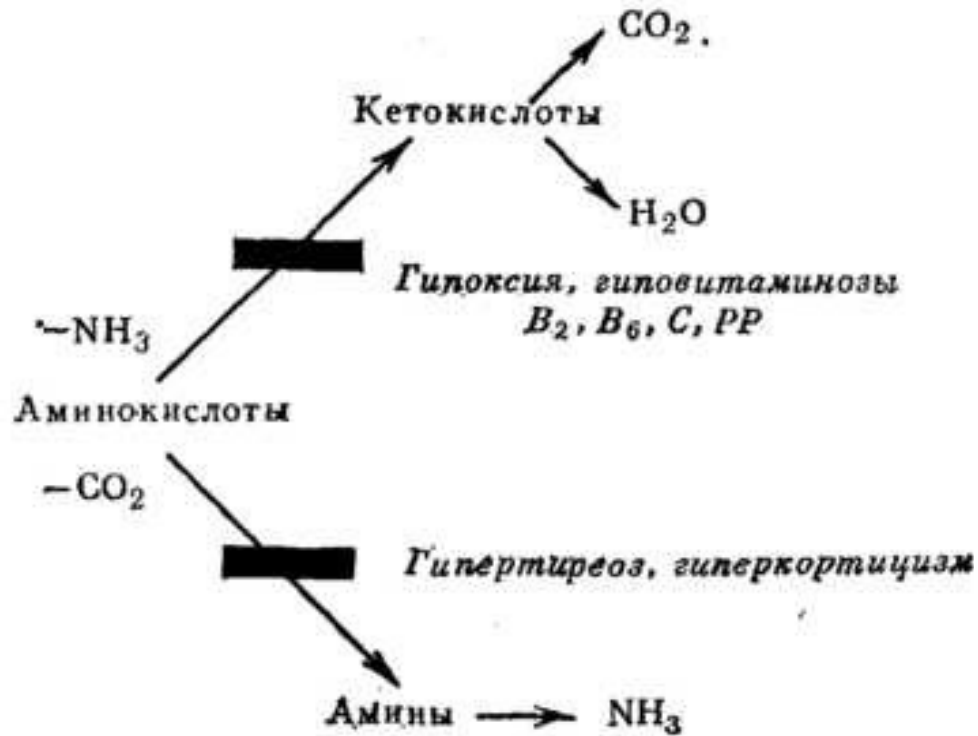 CO₂.
Кетокислоты
H₂O
Гипоксия, гиповитаминозы
B₂, B₆, C, PP
–NH₃
Аминокислоты
–CO₂
Гипертиреоз, гиперкортицизм
Амины → NH₃